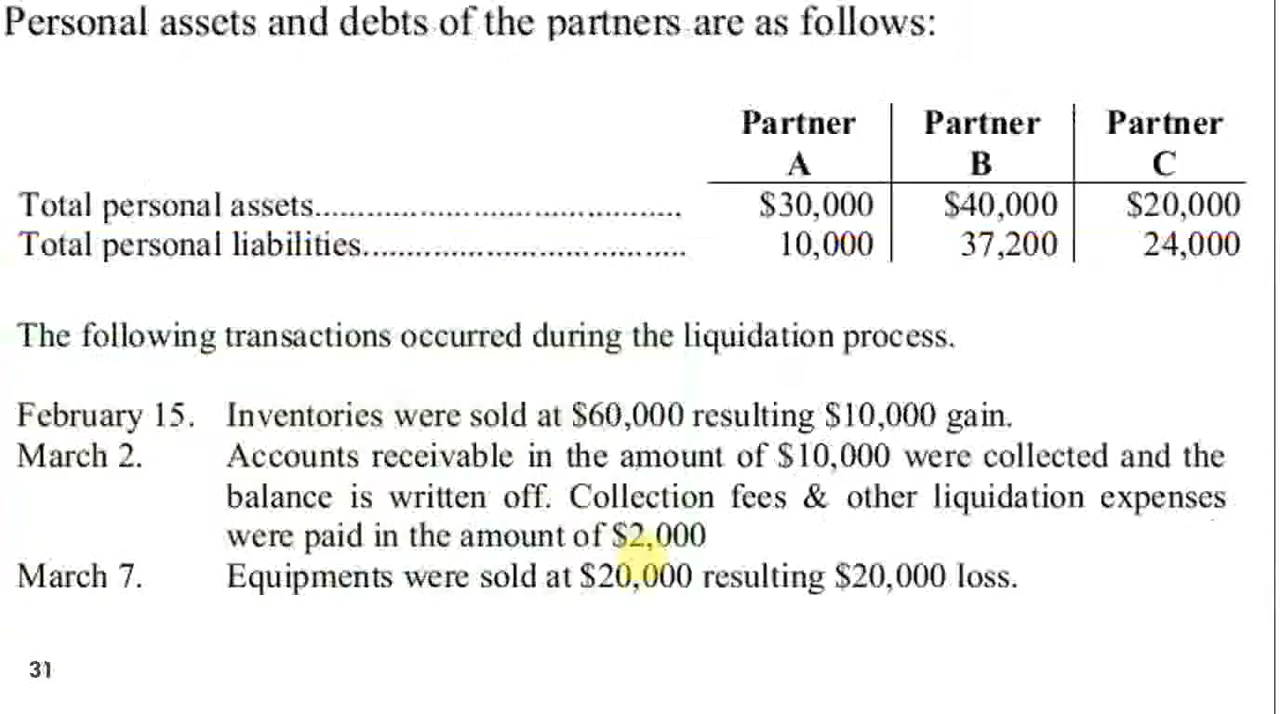 Personal assets and debts of the partners are as follows:
Partner Partner Partner
A B C
Total personal assets............................................ $30,000 $40,000 $20,000
Total personal liabilities....................................... 10,000 37,200 24,000
The following transactions occurred during the liquidation process.
February 15. Inventories were sold at $60,000 resulting $10,000 gain.
March 2. Accounts receivable in the amount of $10,000 were collected and the
balance is written off. Collection fees & other liquidation expenses
were paid in the amount of $2,000
March 7. Equipments were sold at $20,000 resulting $20,000 loss.
31